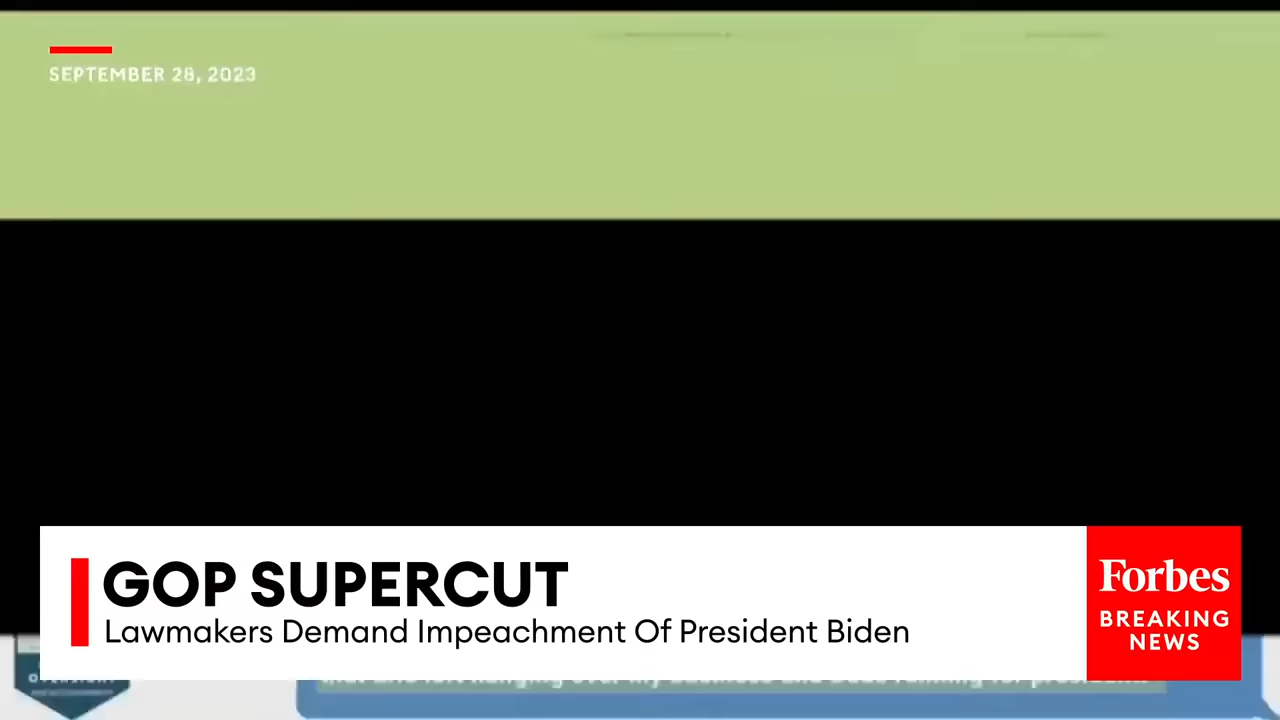 SEPTEMBER 28, 2023
GOP SUPERCUT
Lawmakers Demand Impeachment Of President Biden
Forbes
BREAKING
NEWS